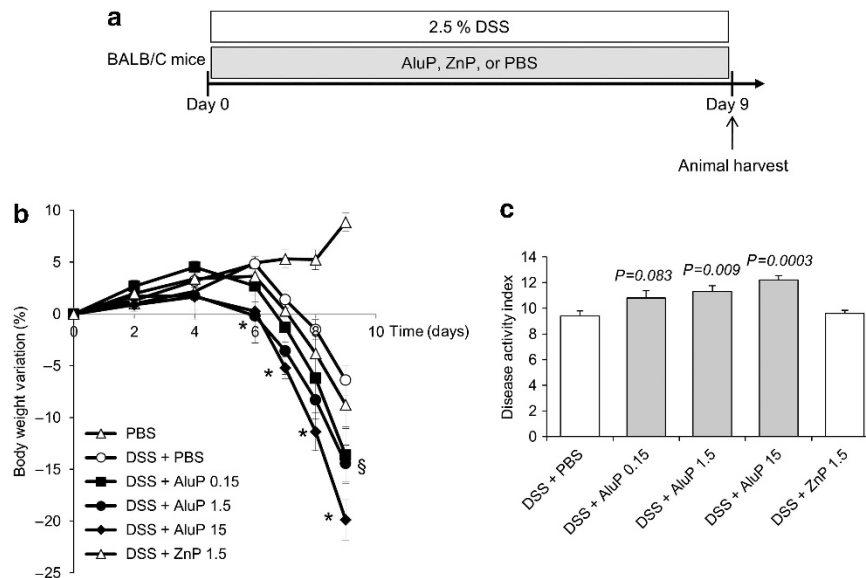 a
2.5 % DSS
BALB/C mice
AluP, ZnP, or PBS
Day 0
Day 9
Animal harvest
b
Body weight variation (%)
10
5
0
−5
−10
−15
−20
−25
0
2
4
6
8
10
Time (days)
*
*
*
*
§
PBS
DSS + PBS
DSS + AluP 0.15
DSS + AluP 1.5
DSS + AluP 15
DSS + ZnP 1.5
c
Disease activity index
14
12
10
8
6
4
2
0
P=0.083
P=0.009
P=0.0003
DSS + PBS
DSS + AluP 0.15
DSS + AluP 1.5
DSS + AluP 15
DSS + ZnP 1.5